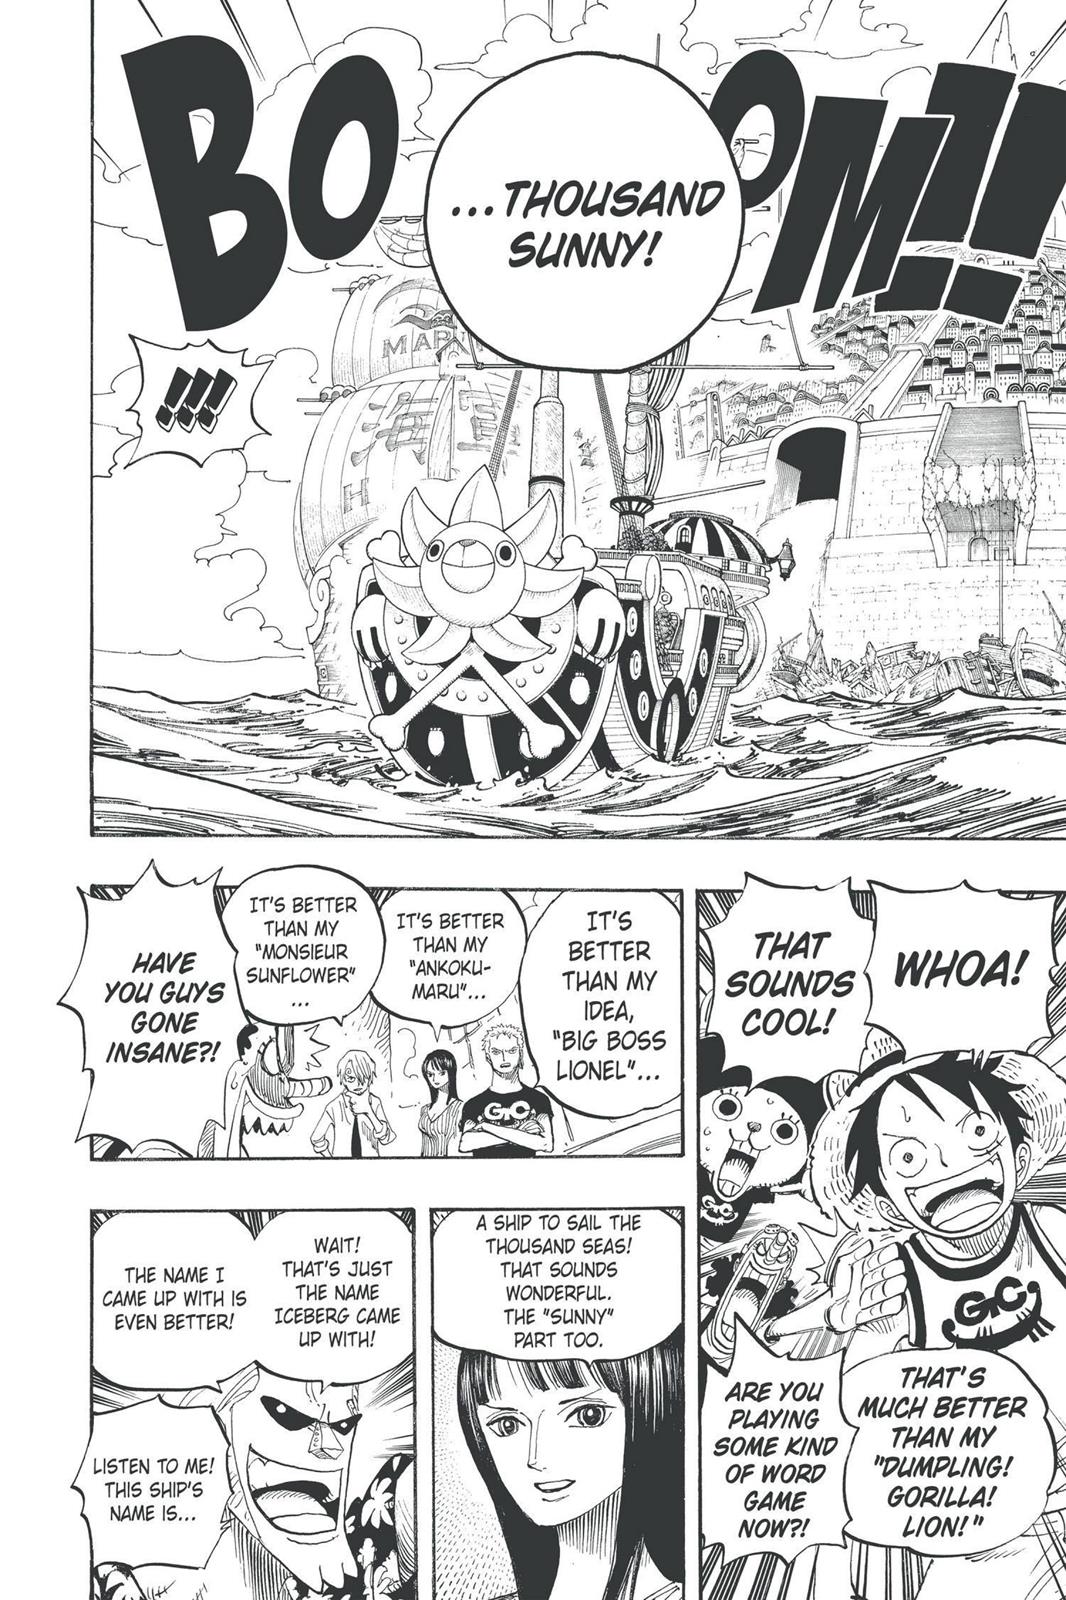 BOOM!!
...THOUSAND
SUNNY!
!!!
MARINE
海
WHOA!
THAT
SOUNDS
COOL!
THAT'S
MUCH BETTER
THAN MY
"DUMPLING!
GORILLA!
LION!"
ARE YOU
PLAYING
SOME KIND
OF WORD
GAME
NOW?!
GC
IT'S
BETTER
THAN MY
IDEA,
"BIG BOSS
LIONEL"...
IT'S BETTER
THAN MY
"ANKOKU-
MARU"...
IT'S BETTER
THAN MY
"MONSIEUR
SUNFLOWER"
...
HAVE
YOU GUYS
GONE
INSANE?!
GC
A SHIP TO SAIL THE
THOUSAND SEAS!
THAT SOUNDS
WONDERFUL.
THE "SUNNY"
PART TOO.
WAIT!
THAT'S JUST
THE NAME
ICEBERG CAME
UP WITH!
THE NAME I
CAME UP WITH IS
EVEN BETTER!
LISTEN TO ME!
THIS SHIP'S
NAME IS...